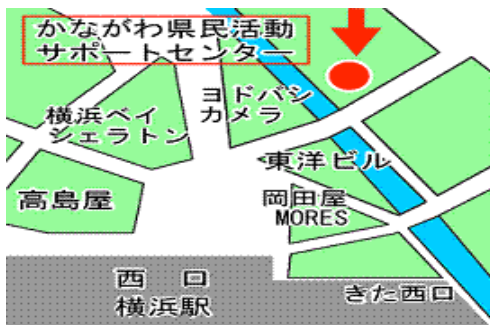 かながわ県民活動
サポートセンター
ヨドバシ
カメラ
横浜ベイ
シェラトン
東洋ビル
高島屋
岡田屋
MORES
西 口
横浜駅
きた西口